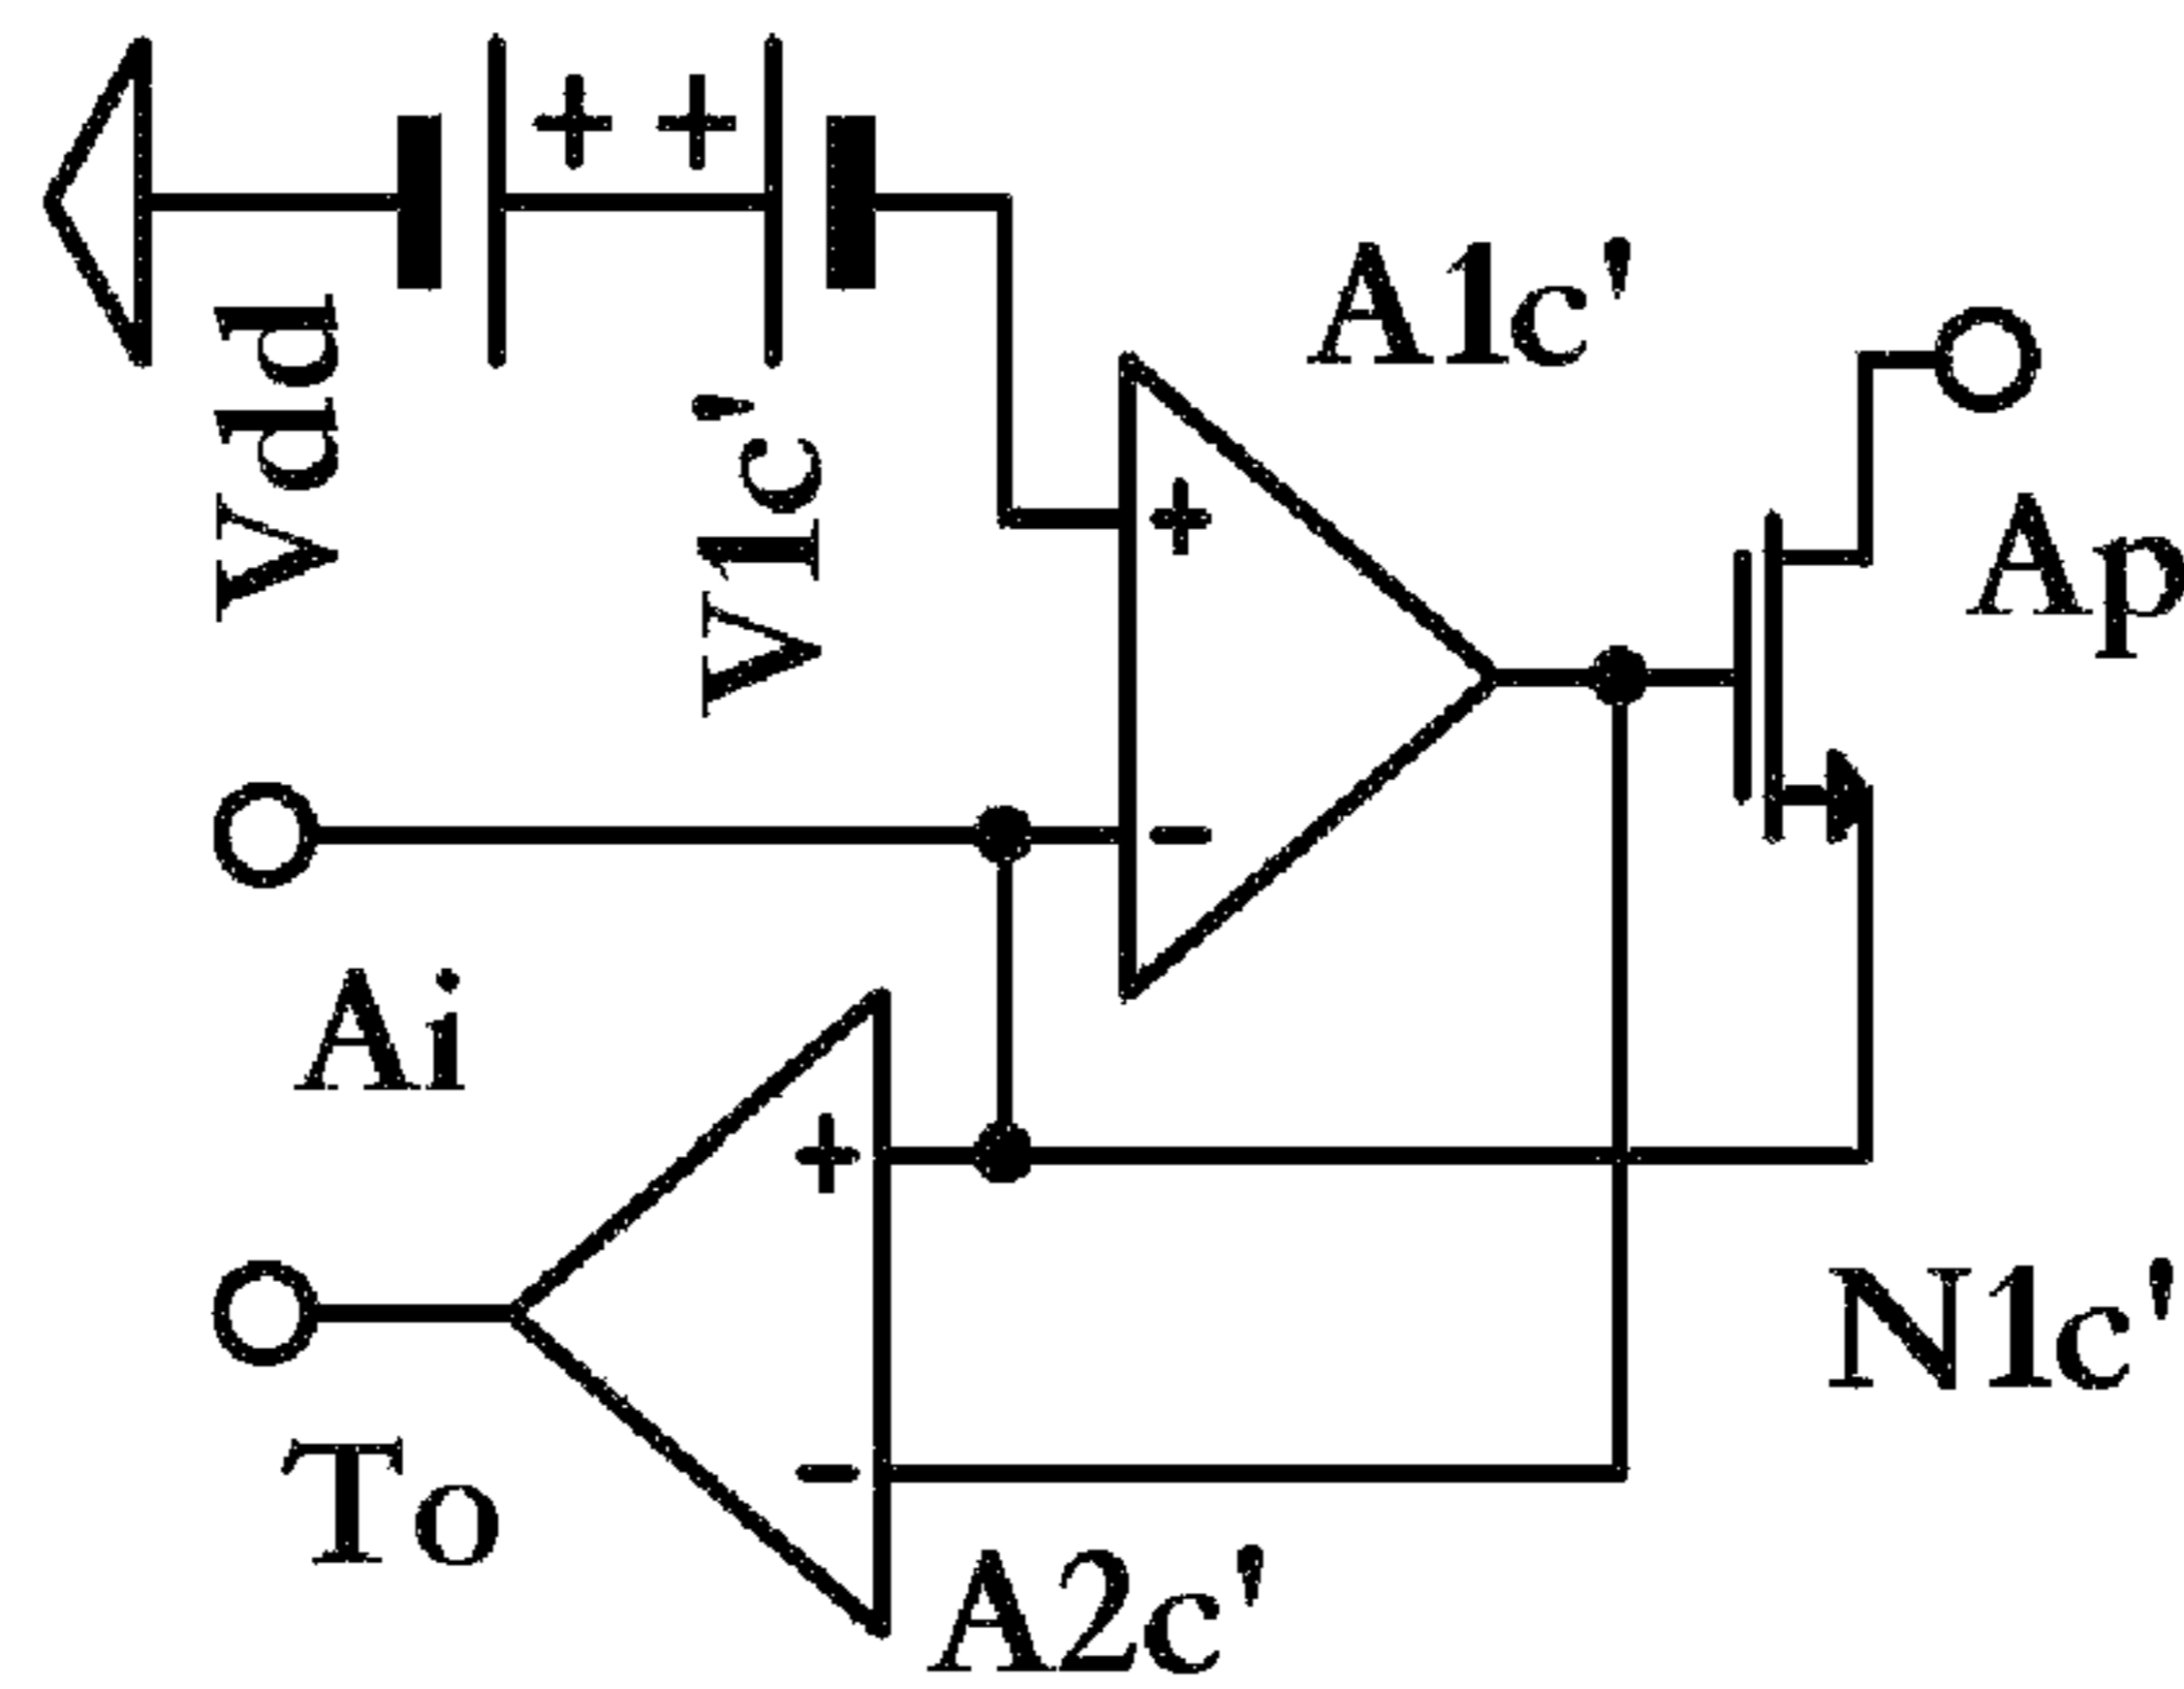 + +
A1c'
Vdd
V1c'
+
Ap
-
Ai
+
N1c'
To
-
A2c'